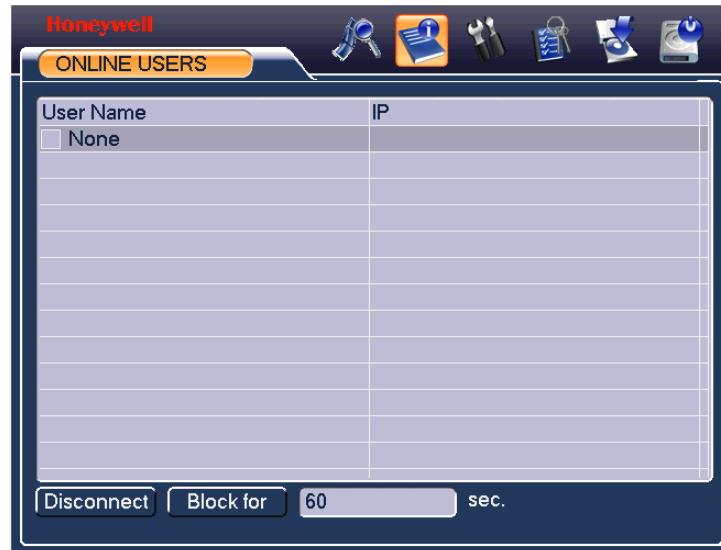 Honeywell
ONLINE USERS
User Name IP
None
Disconnect Block for 60 sec.